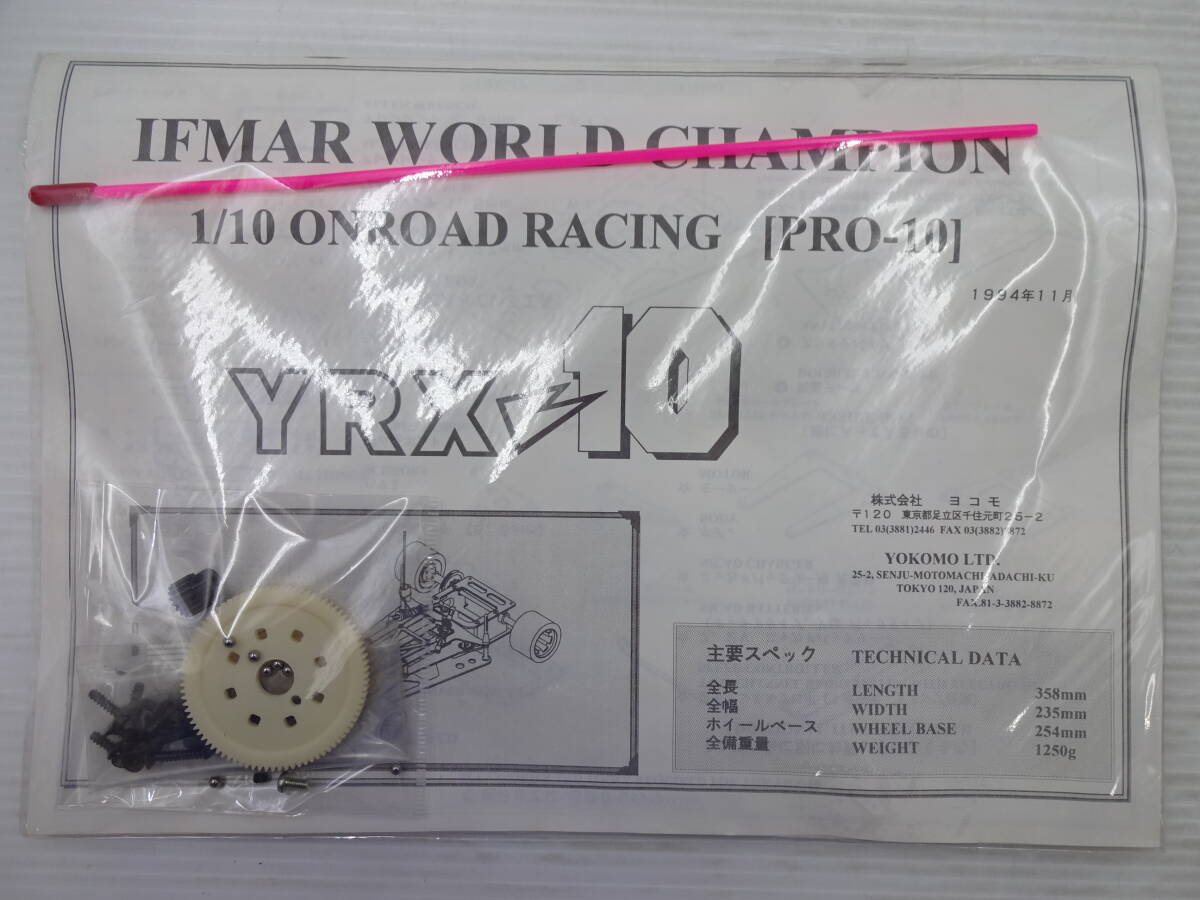 IFMAR WORLD CHAMPION
1/10 ONROAD RACING [PRO-10]
1994年11月
YRX-10
株式会社 ヨコモ
〒120 東京都足立区千住元町25-2
TEL 03(3881)2446 FAX 03(3882)8872
YOKOMO LTD.
25-2, SENJU-MOTOMACHI ADACHI-KU
TOKYO 120, JAPAN
FAX.81-3-3882-8872
主要スペック TECHNICAL DATA
全長 LENGTH 358mm
全幅 WIDTH 235mm
ホイールベース WHEEL BASE 254mm
全備重量 WEIGHT 1250g